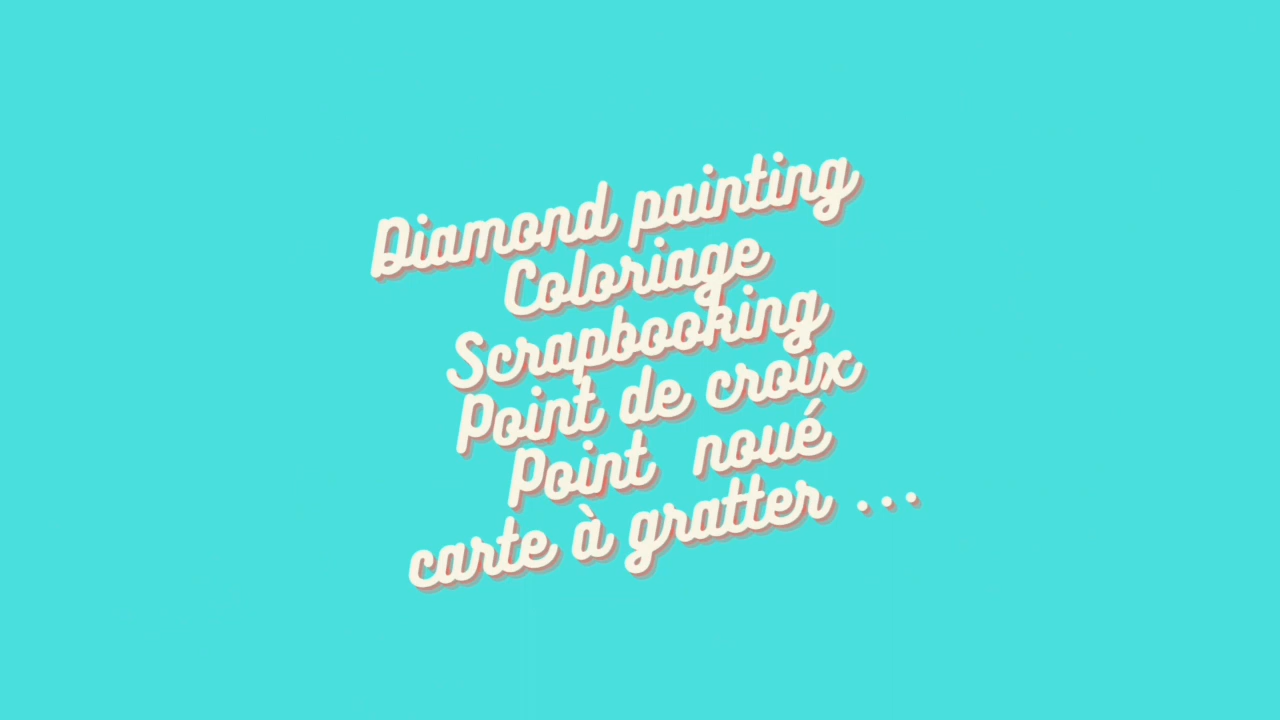 Diamond painting
Coloriage
Scrapbooking
Point de croix
Point noué
carte à gratter ...